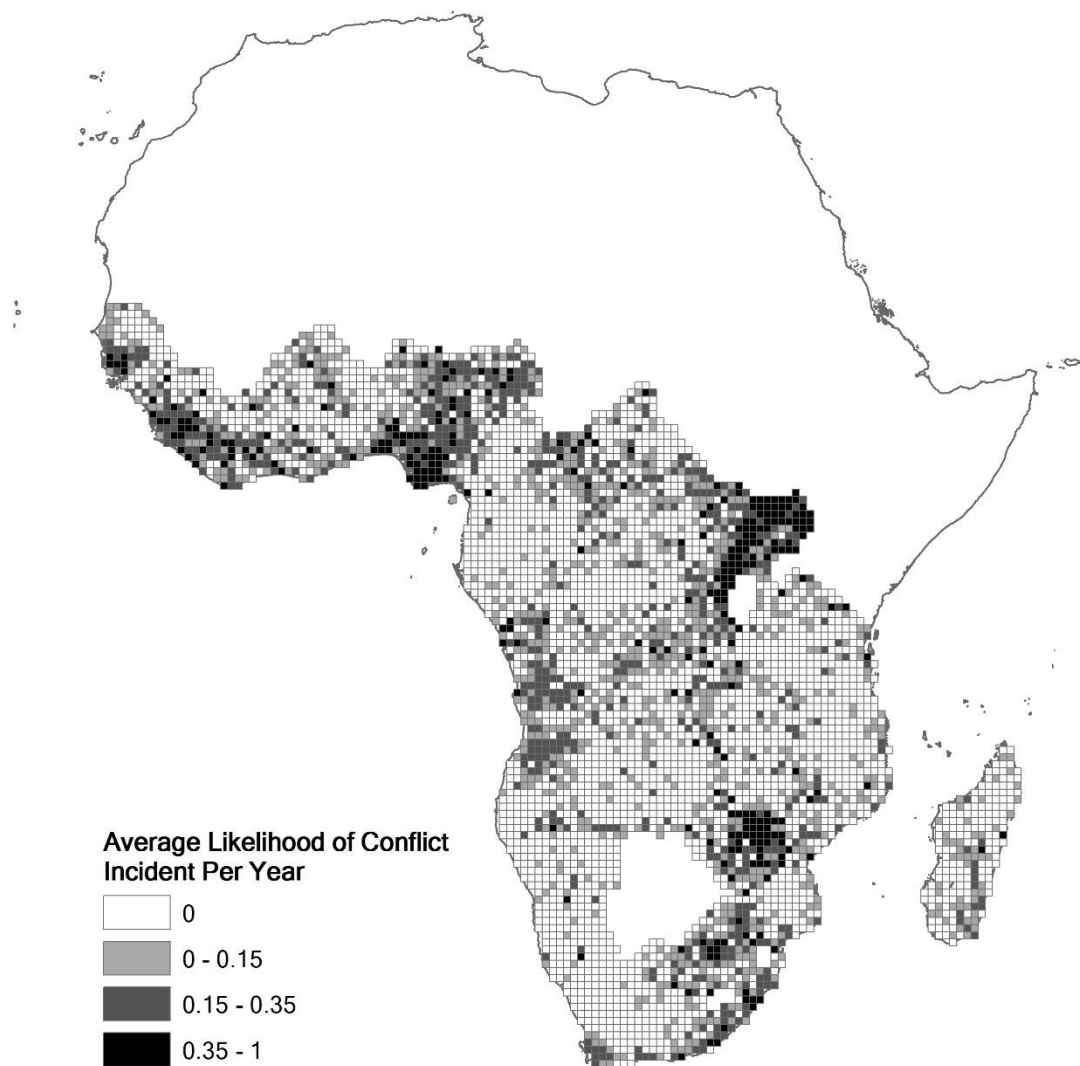 Average Likelihood of Conflict
Incident Per Year
0
0 - 0.15
0.15 - 0.35
0.35 - 1